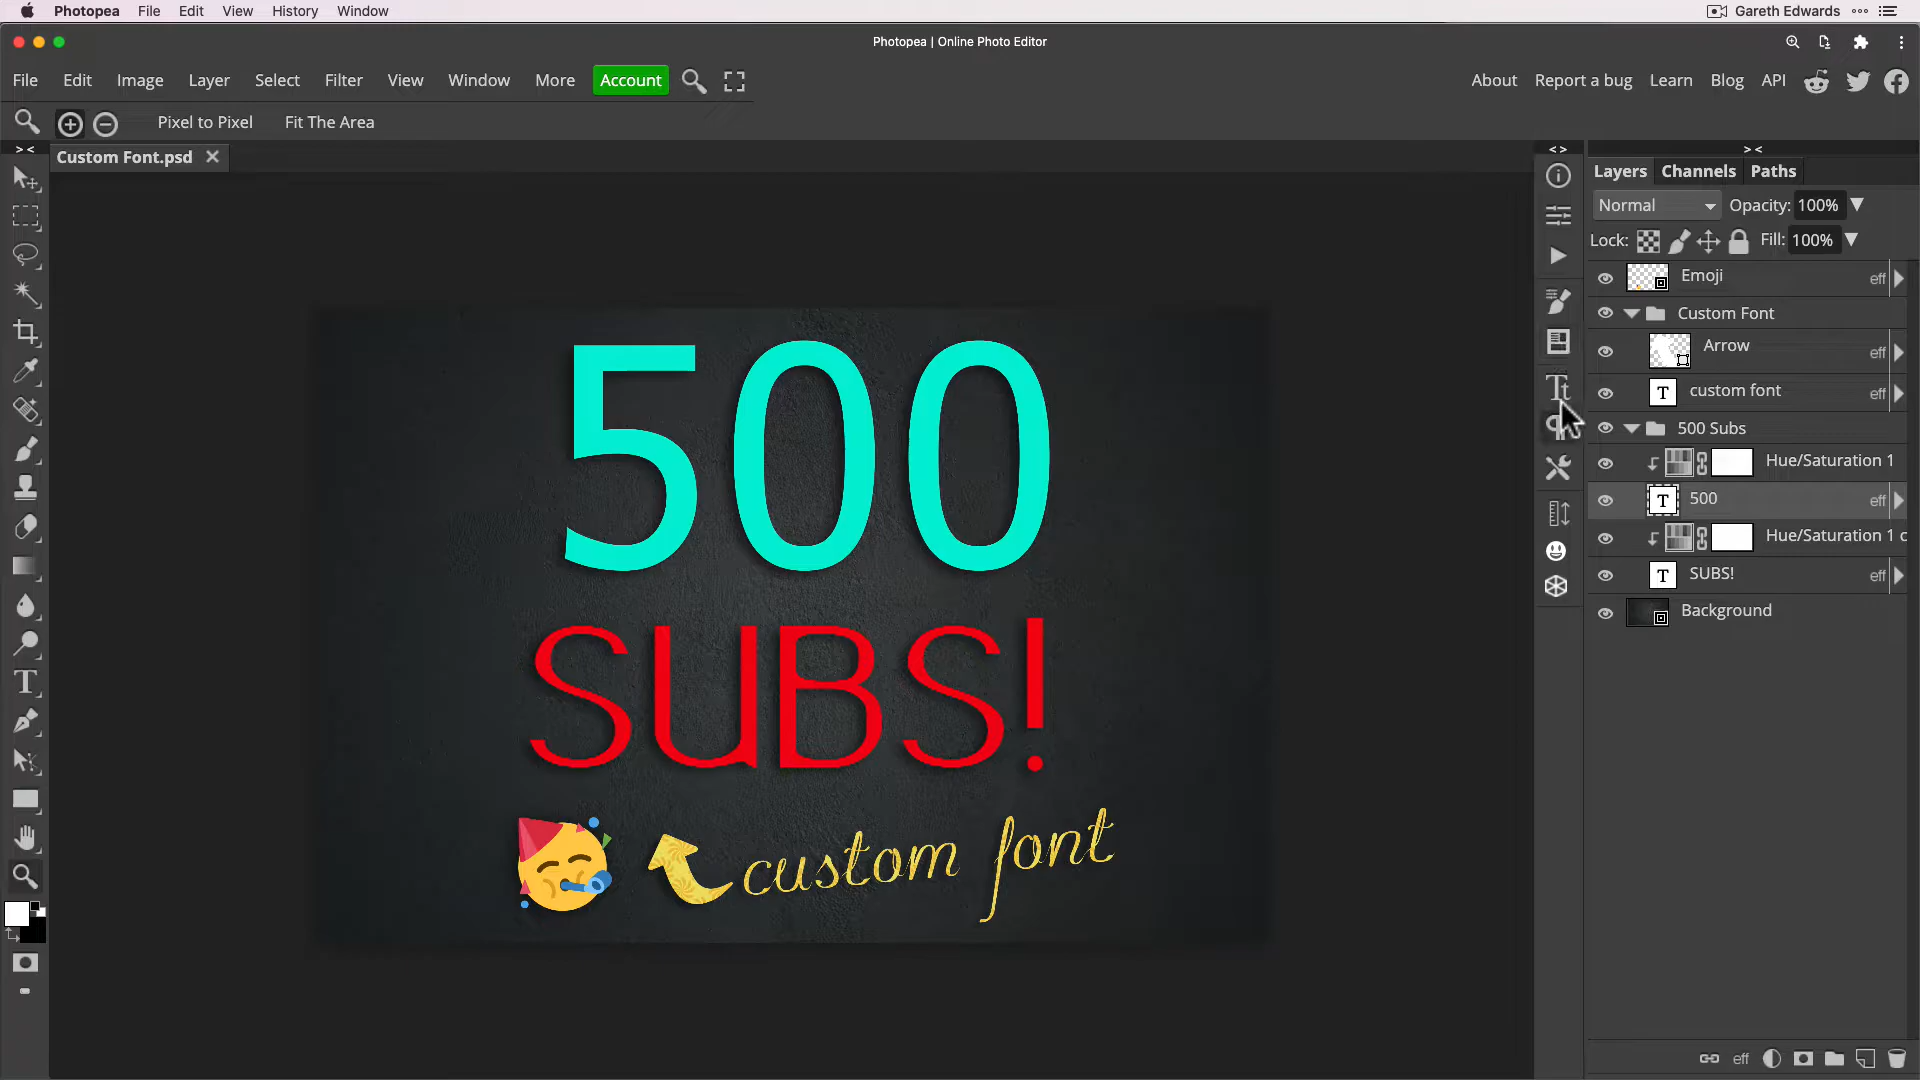 Photopea File Edit View History Window Gareth Edwards
Photopea | Online Photo Editor
File Edit Image Layer Select Filter View Window More Account About Report a bug Learn Blog API
Pixel to Pixel Fit The Area
Custom Font.psd
Layers Channels Paths
Normal Opacity: 100%
Lock: Fill: 100%
Emoji eff
Custom Font
Arrow eff
custom font eff
500 Subs
Hue/Saturation 1
500 eff
Hue/Saturation 1 c
SUBS! eff
Background
500
SUBS!
custom font
eff